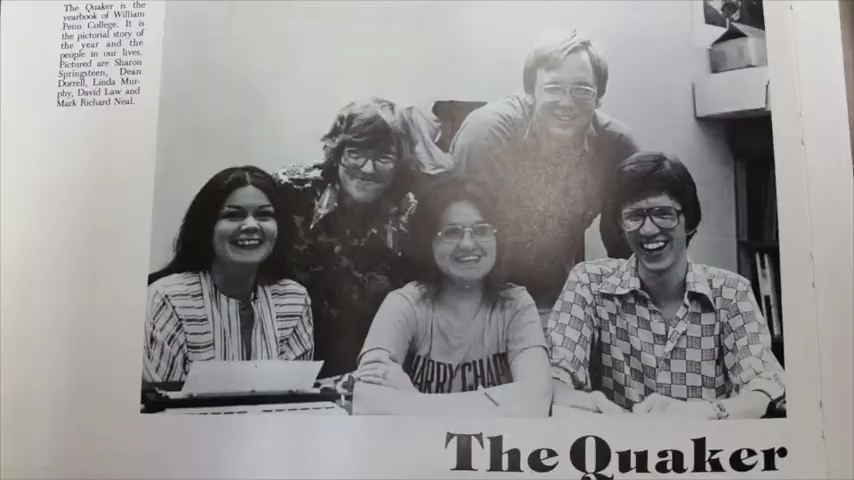 The Quaker is the
yearbook of William
Penn College. It is
the pictorial story of
the year and the
people in our lives.
Pictured are Sharon
Springsteen, Dean
Dorrell, Linda Mur-
phy, David Law and
Mark Richard Neal.
HARRY CHAPI
The Quaker